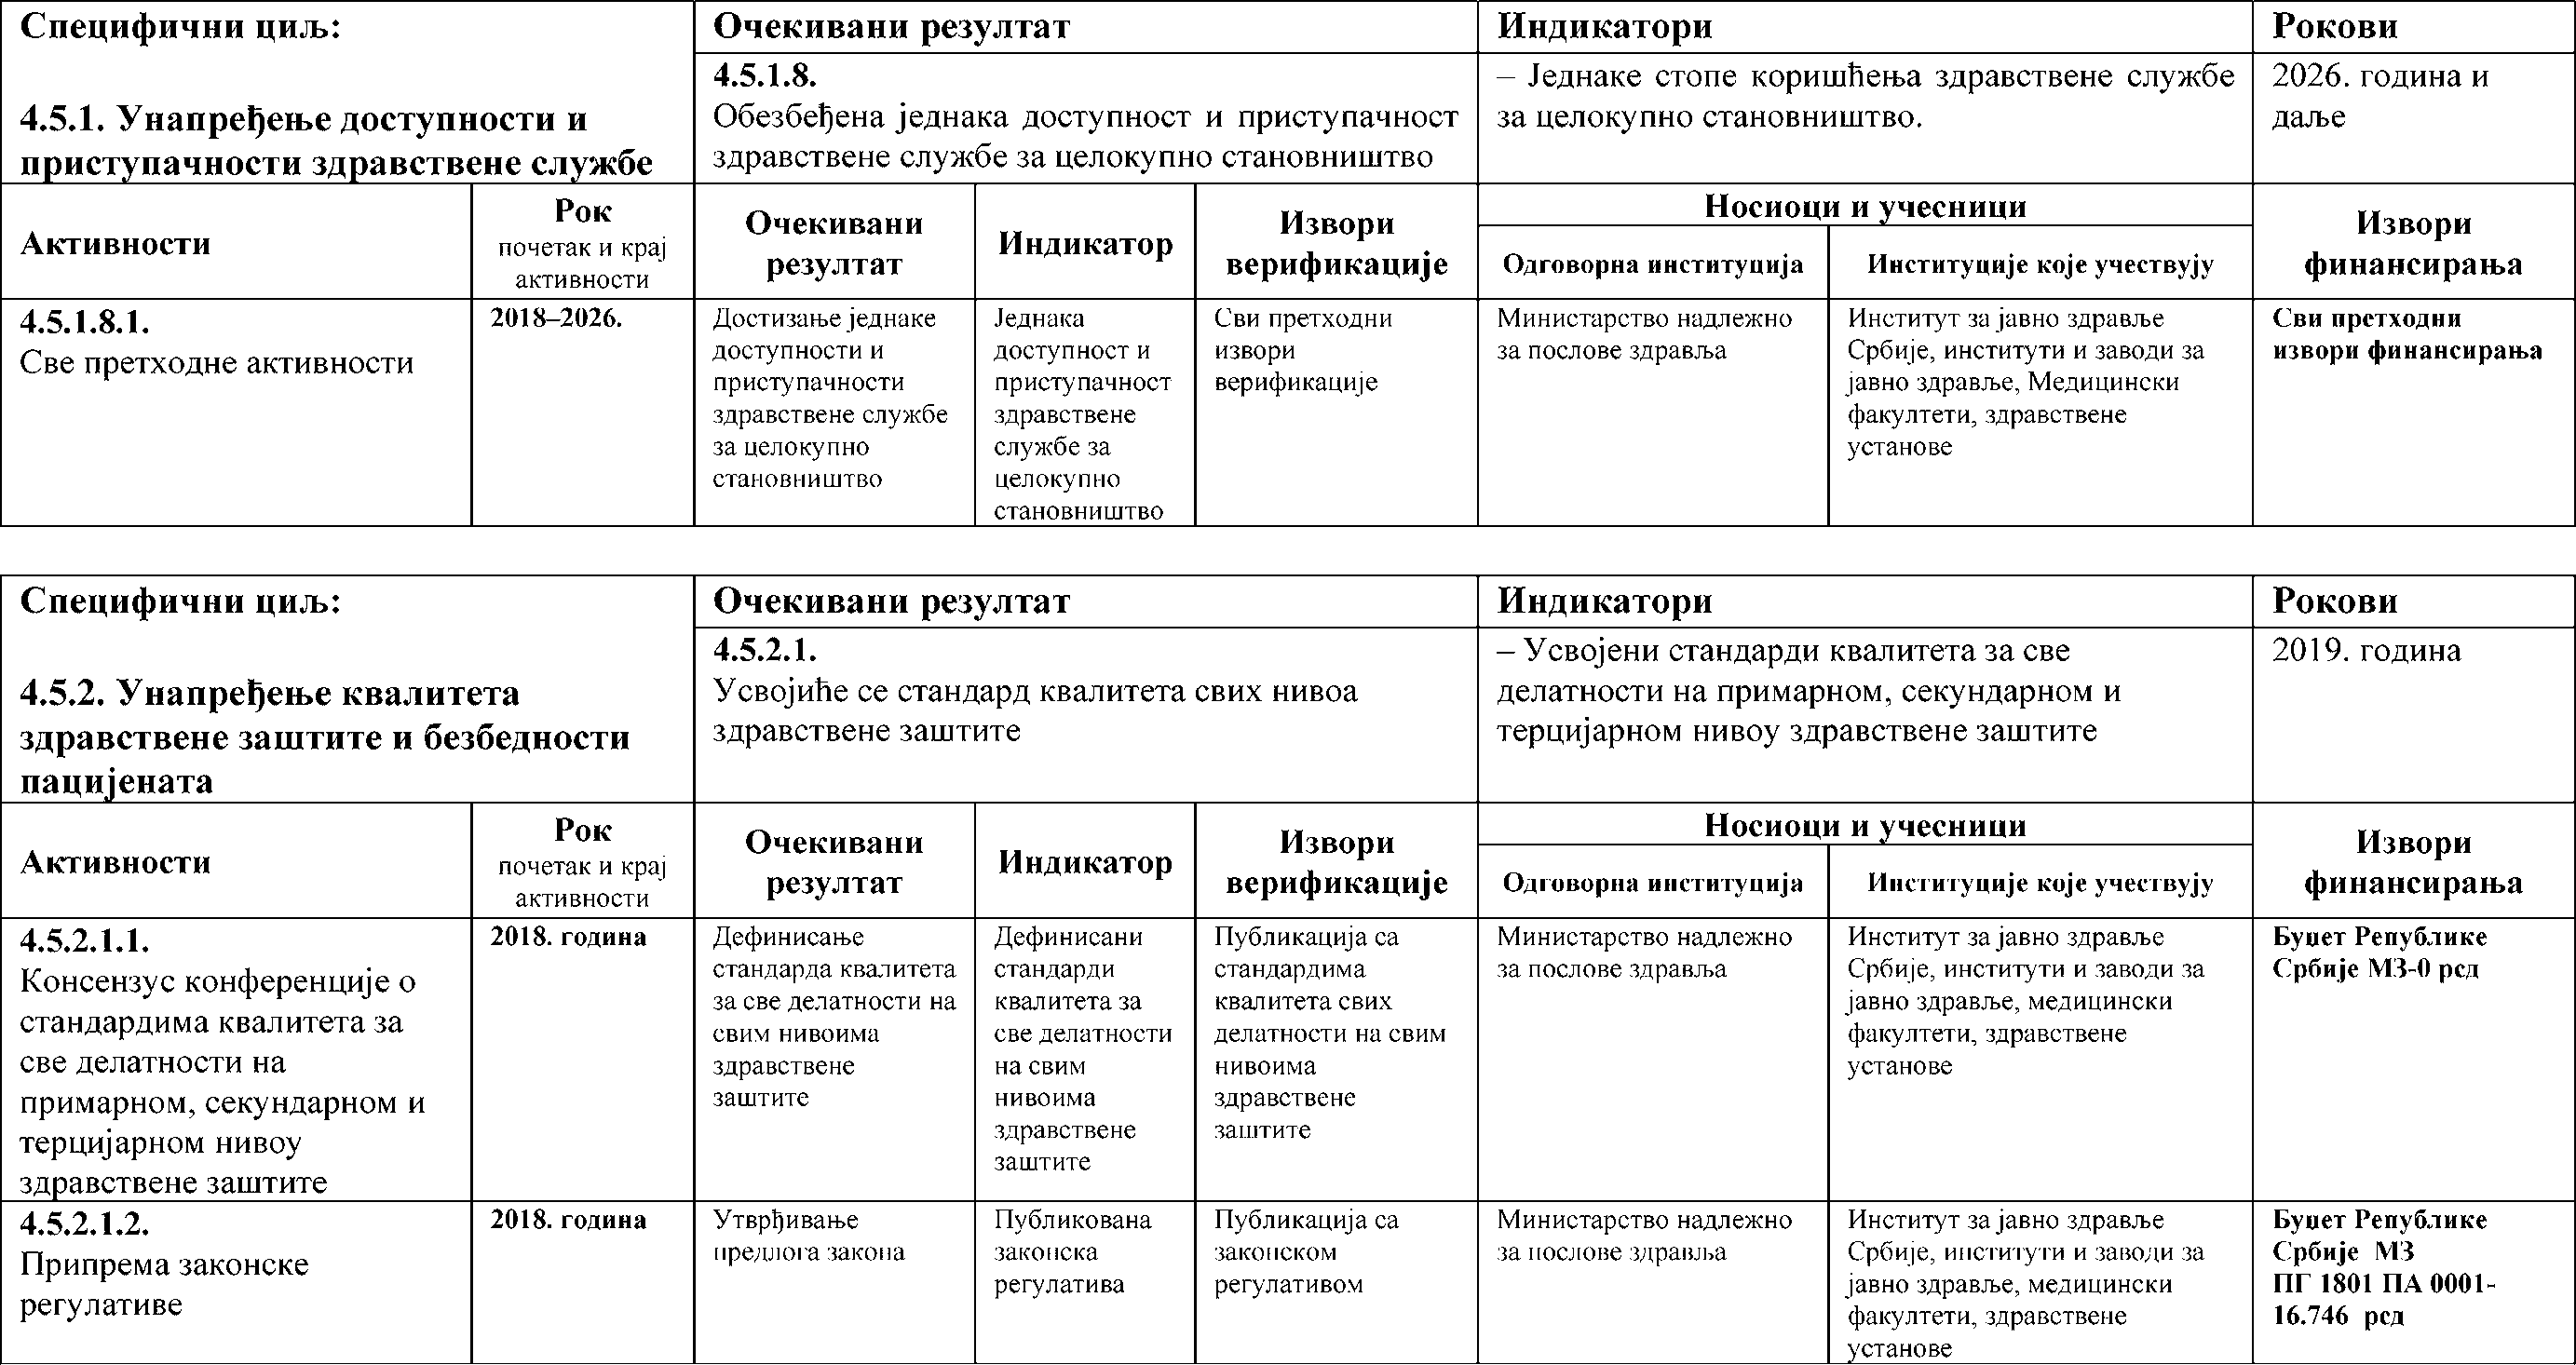 Специфични циљ:
4.5.1. Унапређење доступности и
приступачности здравствене службе
Очекивани резултат
4.5.1.8.
Обезбеђена једнака доступност и приступачност
здравствене службе за целокупно становништво
Индикатори
– Једнаке стопе коришћења здравствене службе
за целокупно становништво.
Рокови
2026. година и
даље
Активности
Рок
почетак и крај
активности
Очекивани
резултат
Индикатор
Извори
верификације
Носиоци и учесници
Одговорна институција
Институције које учествују
Извори
финансирања
4.5.1.8.1.
Све претходне активности
2018–2026.
Достизање једнаке
доступности и
приступачности
здравствене службе
за целокупно
становништво
Једнака
доступност и
приступачност
здравствене
службе за
целокупно
становништво
Сви претходни
извори
верификације
Министарство надлежно
за послове здравља
Институт за јавно здравље
Србије, институти и заводи за
јавно здравље, Медицински
факултети, здравствене
установе
Сви претходни
извори финансирања
Специфични циљ:
4.5.2. Унапређење квалитета
здравствене заштите и безбедности
пацијената
Очекивани резултат
4.5.2.1.
Усвојиће се стандард квалитета свих нивоа
здравствене заштите
Индикатори
– Усвојени стандарди квалитета за све
делатности на примарном, секундарном и
терцијарном нивоу здравствене заштите
Рокови
2019. година
Активности
Рок
почетак и крај
активности
Очекивани
резултат
Индикатор
Извори
верификације
Носиоци и учесници
Одговорна институција
Институције које учествују
Извори
финансирања
4.5.2.1.1.
Консензус конференције о
стандардима квалитета за
све делатности на
примарном, секундарном и
терцијарном нивоу
здравствене заштите
2018. година
Дефинисање
стандарда квалитета
за све делатности на
свим нивоима
здравствене
заштите
Дефинисани
стандарди
квалитета за
све делатности
на свим
нивоима
здравствене
заштите
Публикација са
стандардима
квалитета свих
делатности на свим
нивоима
здравствене
заштите
Министарство надлежно
за послове здравља
Институт за јавно здравље
Србије, институти и заводи за
јавно здравље, медицински
факултети, здравствене
установе
Буџет Републике
Србије МЗ-0 рсд
4.5.2.1.2.
Припрема законске
регулативе
2018. година
Утврђивање
предлога закона
Публикована
законска
регулатива
Публикација са
законском
регулативом
Министарство надлежно
за послове здравља
Институт за јавно здравље
Србије, институти и заводи за
јавно здравље, медицински
факултети, здравствене
установе
Буџет Републике
Србије МЗ
ПГ 1801 ПА 0001-
16.746 рсд